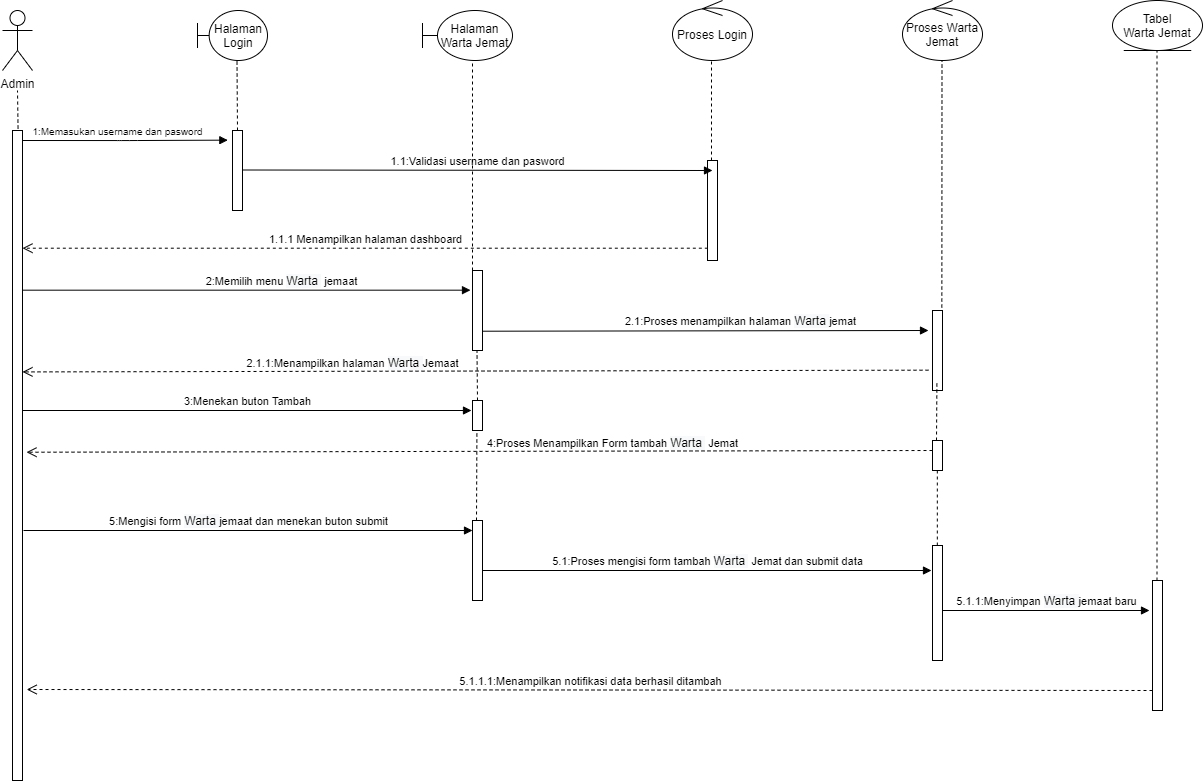 Halaman
Login
Halaman
Warta Jemat
Proses Login
Proses Warta
Jemat
Tabel
Warta Jemat
Admin
1:Memasukan username dan pasword
1.1:Validasi username dan pasword
1.1.1 Menampilkan halaman dashboard
2:Memilih menu Warta jemaat
2.1:Proses menampilkan halaman Warta jemat
2.1.1:Menampilkan halaman Warta Jemaat
3:Menekan buton Tambah
4:Proses Menampilkan Form tambah Warta Jemat
5:Mengisi form Warta jemaat dan menekan buton submit
5.1:Proses mengisi form tambah Warta Jemat dan submit data
5.1.1:Menyimpan Warta jemaat baru
5.1.1.1:Menampilkan notifikasi data berhasil ditambah